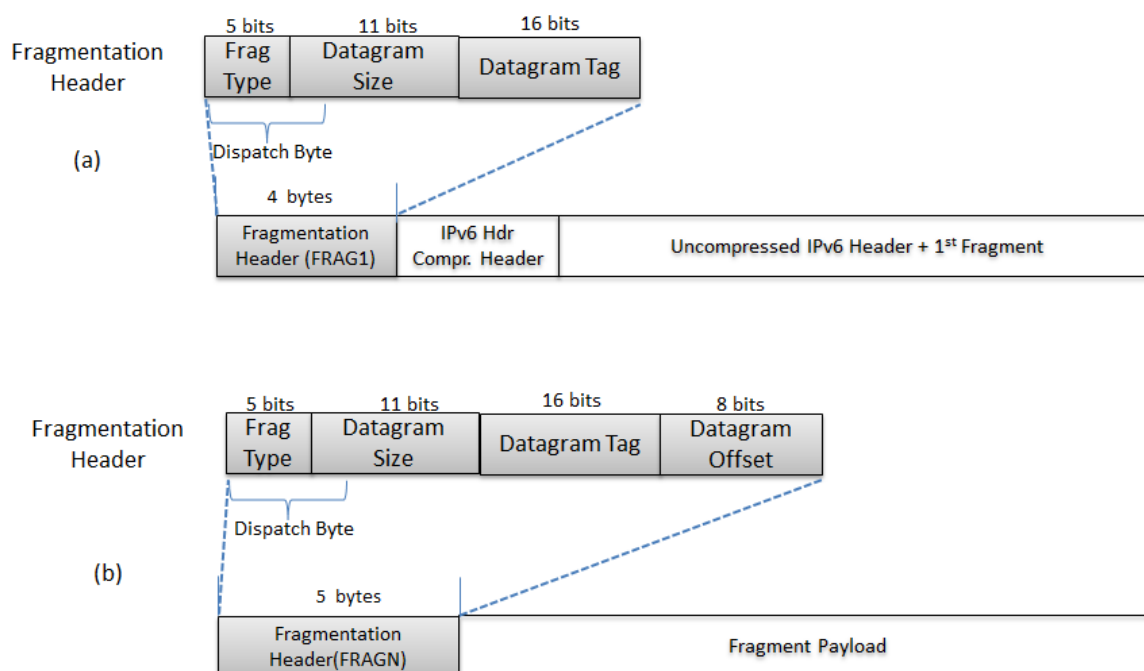 5 bits
11 bits
16 bits
Fragmentation
Header
Frag
Type
Datagram
Size
Datagram Tag
Dispatch Byte
(a)
4 bytes
Fragmentation
Header (FRAG1)
IPv6 Hdr
Compr. Header
Uncompressed IPv6 Header + 1st Fragment
5 bits
11 bits
16 bits
8 bits
Fragmentation
Header
Frag
Type
Datagram
Size
Datagram Tag
Datagram
Offset
Dispatch Byte
(b)
5 bytes
Fragmentation
Header(FRAGN)
Fragment Payload